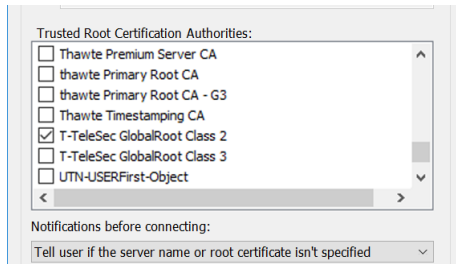 Trusted Root Certification Authorities:
Thawte Premium Server CA
thawte Primary Root CA
thawte Primary Root CA - G3
Thawte Timestamping CA
T-TeleSec GlobalRoot Class 2
T-TeleSec GlobalRoot Class 3
UTN-USERFirst-Object
Notifications before connecting:
Tell user if the server name or root certificate isn't specified